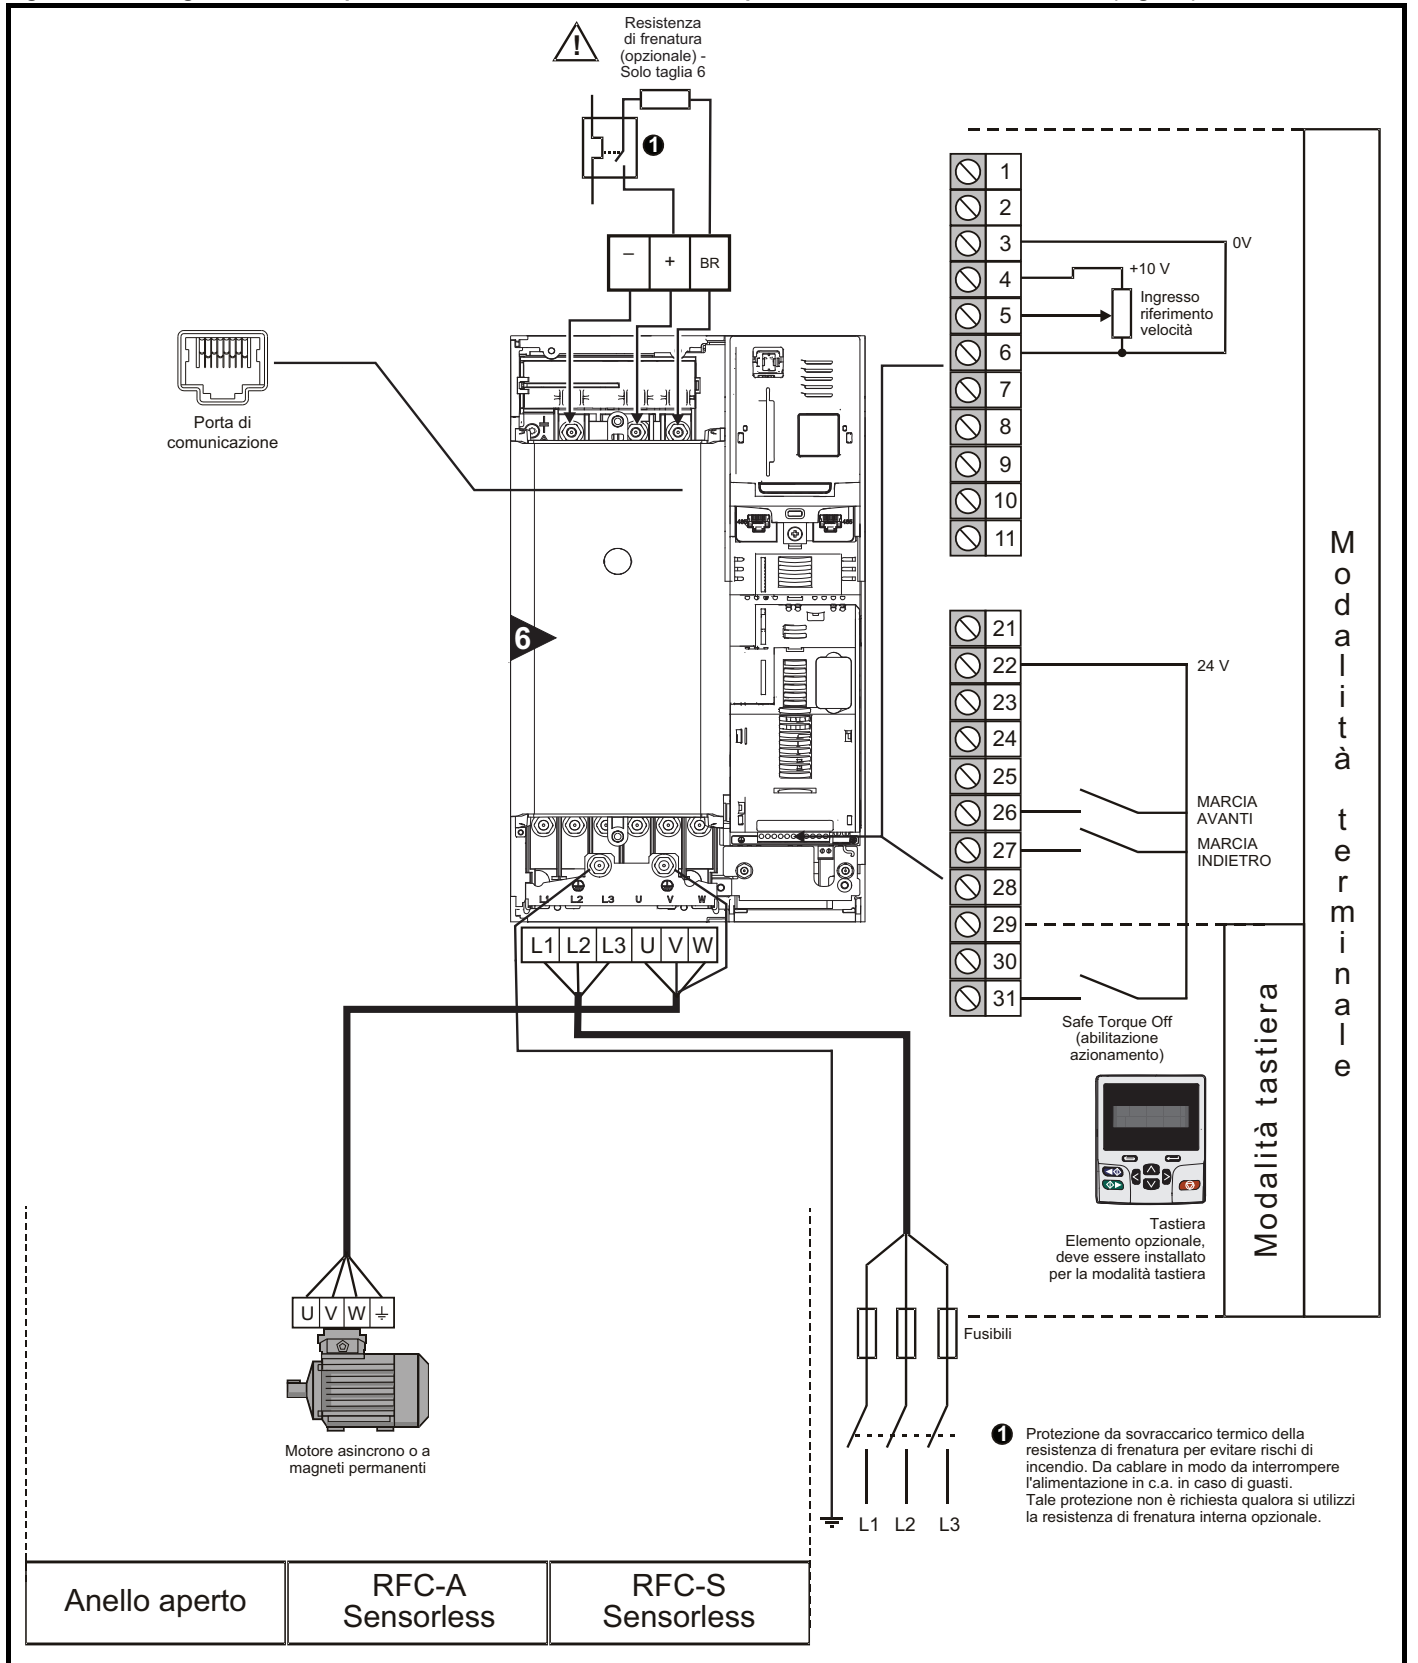 Resistenza
di frenatura
(opzionale) -
Solo taglia 6
!
1
– + BR
Porta di
comunicazione
6
L1 L2 L3 U V W
L1 L2 L3 U V W
1
2
3
0V
4
+10 V
5
Ingresso
riferimento
velocità
6
7
8
9
10
11
21
22
24 V
23
24
25
26
MARCIA
AVANTI
27
MARCIA
INDIETRO
28
29
30
31
Safe Torque Off
(abilitazione
azionamento)
Tastiera
Elemento opzionale,
deve essere installato
per la modalità tastiera
Modalità tastiera
Modalità terminale
U V W
Motore asincrono o a
magneti permanenti
Fusibili
L1 L2 L3
1 Protezione da sovraccarico termico della
resistenza di frenatura per evitare rischi di
incendio. Da cablare in modo da interrompere
l'alimentazione in c.a. in caso di guasti.
Tale protezione non è richiesta qualora si utilizzi
la resistenza di frenatura interna opzionale.
Anello aperto
RFC-A
Sensorless
RFC-S
Sensorless